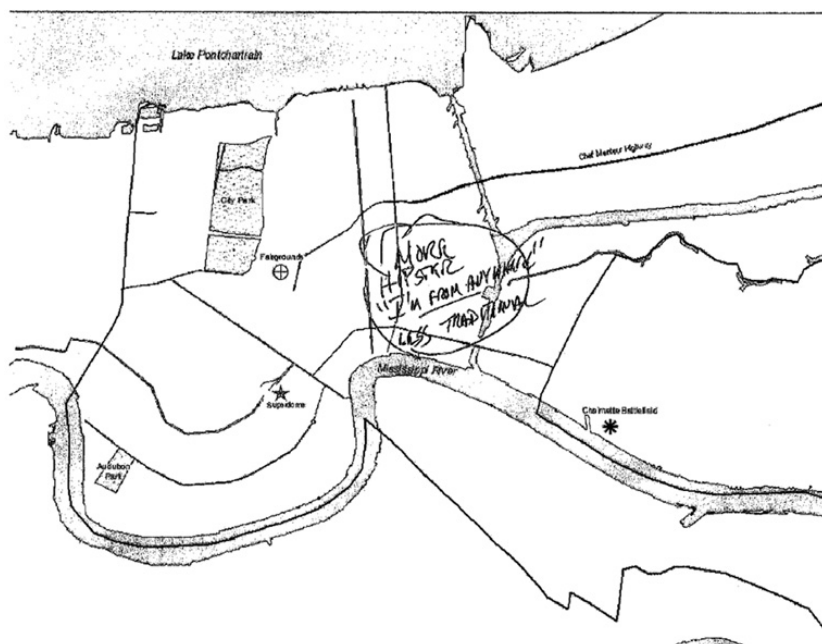 Lake Pontchartrain
Chef Menteur Highway
City Park
Fairgrounds
MORE
HIPSTER
"I'M FROM ANYWHERE"
LESS TRADITIONAL
Mississippi River
Superdome
Chalmette Battlefield
Audubon
Park